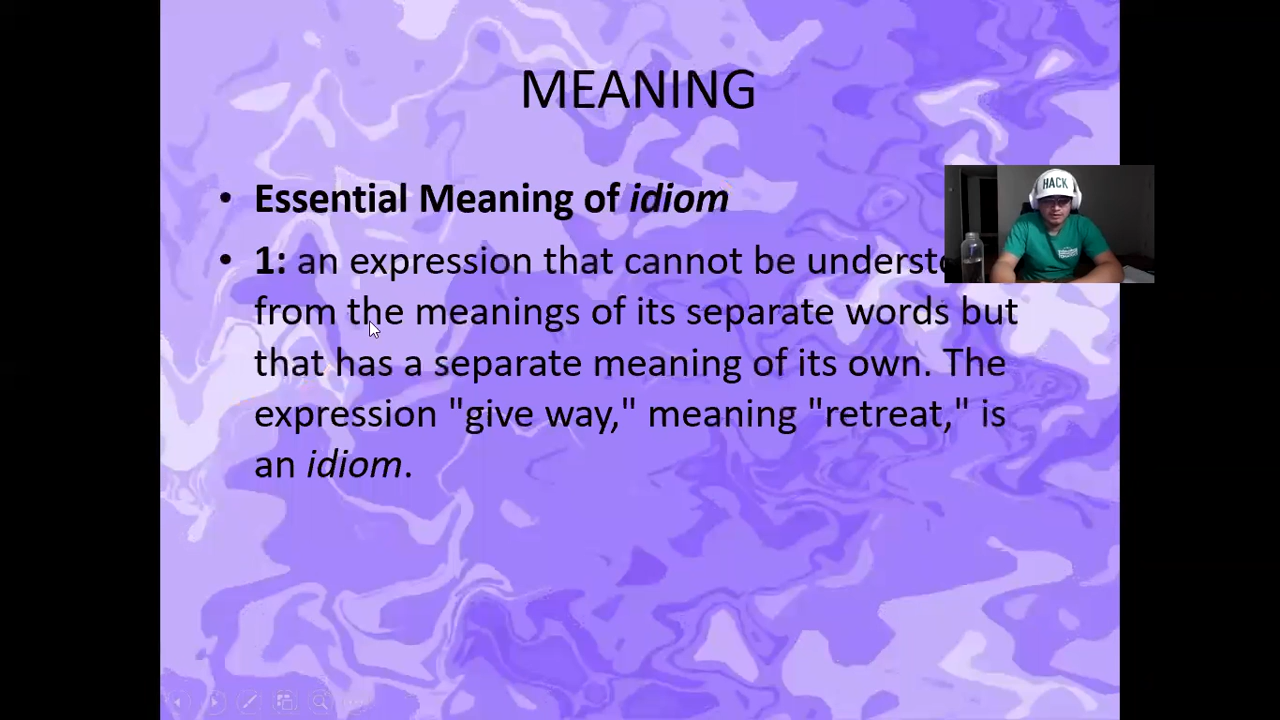 MEANING
HACK
• Essential Meaning of idiom
• 1: an expression that cannot be
from the meanings of its separate words but
that has a separate meaning of its own. The
expression "give way," meaning "retreat," is
an idiom.